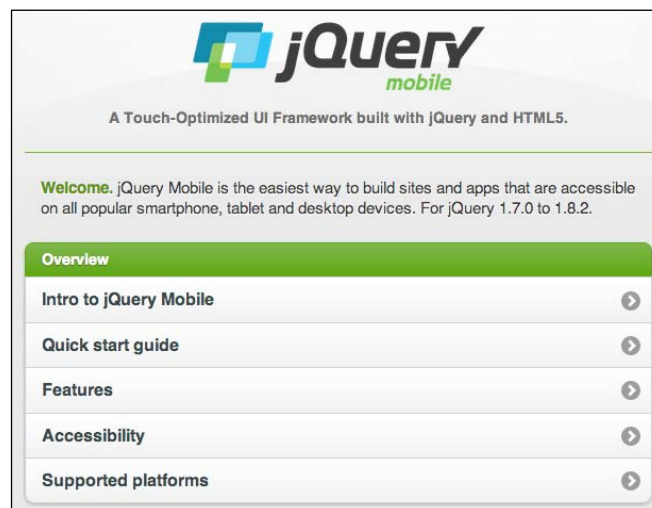 jQuery
mobile
A Touch-Optimized UI Framework built with jQuery and HTML5.
Welcome. jQuery Mobile is the easiest way to build sites and apps that are accessible
on all popular smartphone, tablet and desktop devices. For jQuery 1.7.0 to 1.8.2.
Overview
Intro to jQuery Mobile
Quick start guide
Features
Accessibility
Supported platforms